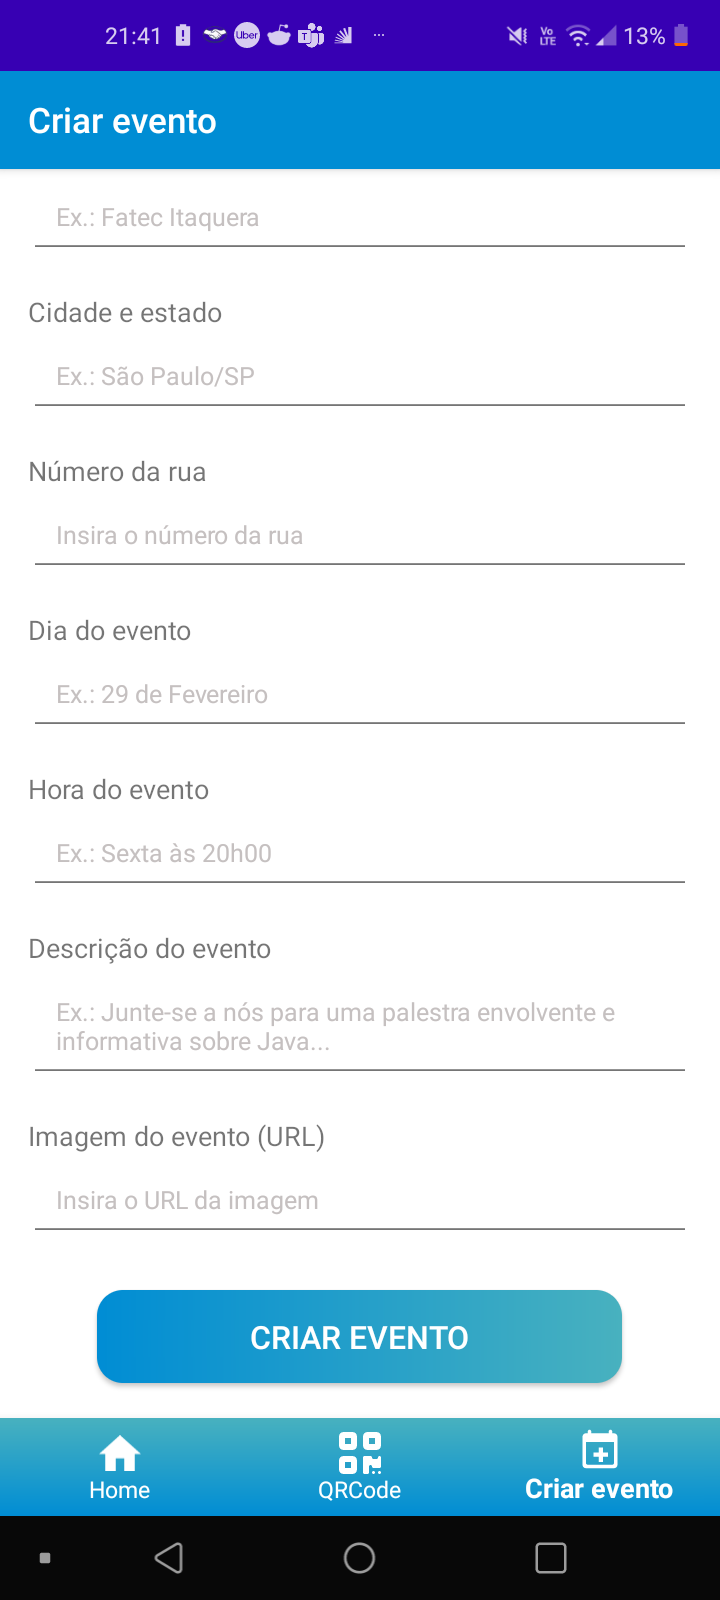 21:41
Uber
Vo
LTE
13%
Criar evento
Ex.: Fatec Itaquera
Cidade e estado
Ex.: São Paulo/SP
Número da rua
Insira o número da rua
Dia do evento
Ex.: 29 de Fevereiro
Hora do evento
Ex.: Sexta às 20h00
Descrição do evento
Ex.: Junte-se a nós para uma palestra envolvente e
informativa sobre Java...
Imagem do evento (URL)
Insira o URL da imagem
CRIAR EVENTO
Home
QRCode
Criar evento